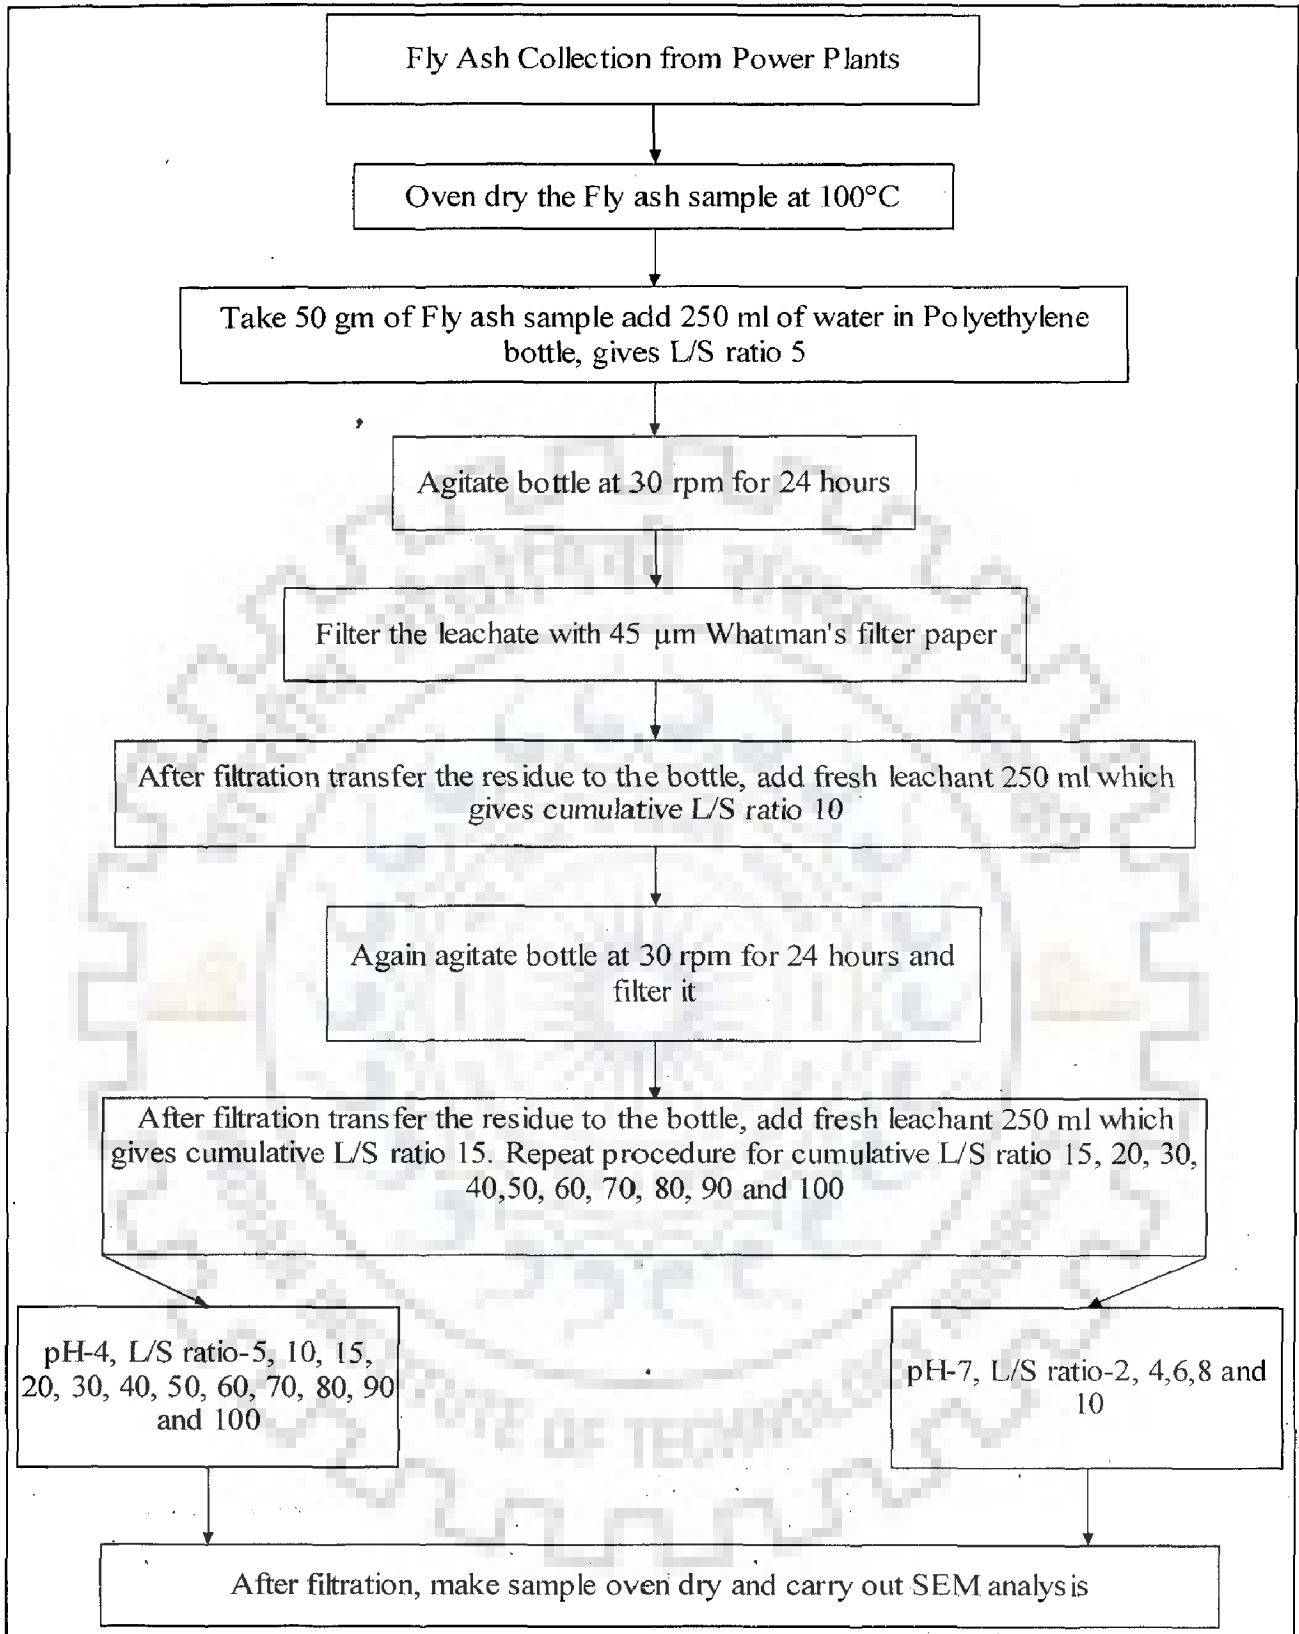 Fly Ash Collection from Power Plants
Oven dry the Fly ash sample at 100°C
Take 50 gm of Fly ash sample add 250 ml of water in Polyethylene
bottle, gives L/S ratio 5
Agitate bottle at 30 rpm for 24 hours
Filter the leachate with 45 µm Whatman's filter paper
After filtration transfer the residue to the bottle, add fresh leachant 250 ml which
gives cumulative L/S ratio 10
Again agitate bottle at 30 rpm for 24 hours and
filter it
After filtration transfer the residue to the bottle, add fresh leachant 250 ml which
gives cumulative L/S ratio 15. Repeat procedure for cumulative L/S ratio 15, 20, 30,
40,50, 60, 70, 80, 90 and 100
pH-4, L/S ratio-5, 10, 15,
20, 30, 40, 50, 60, 70, 80, 90
and 100
pH-7, L/S ratio-2, 4,6,8 and
10
After filtration, make sample oven dry and carry out SEM analysis
OF TECHNOLOGY